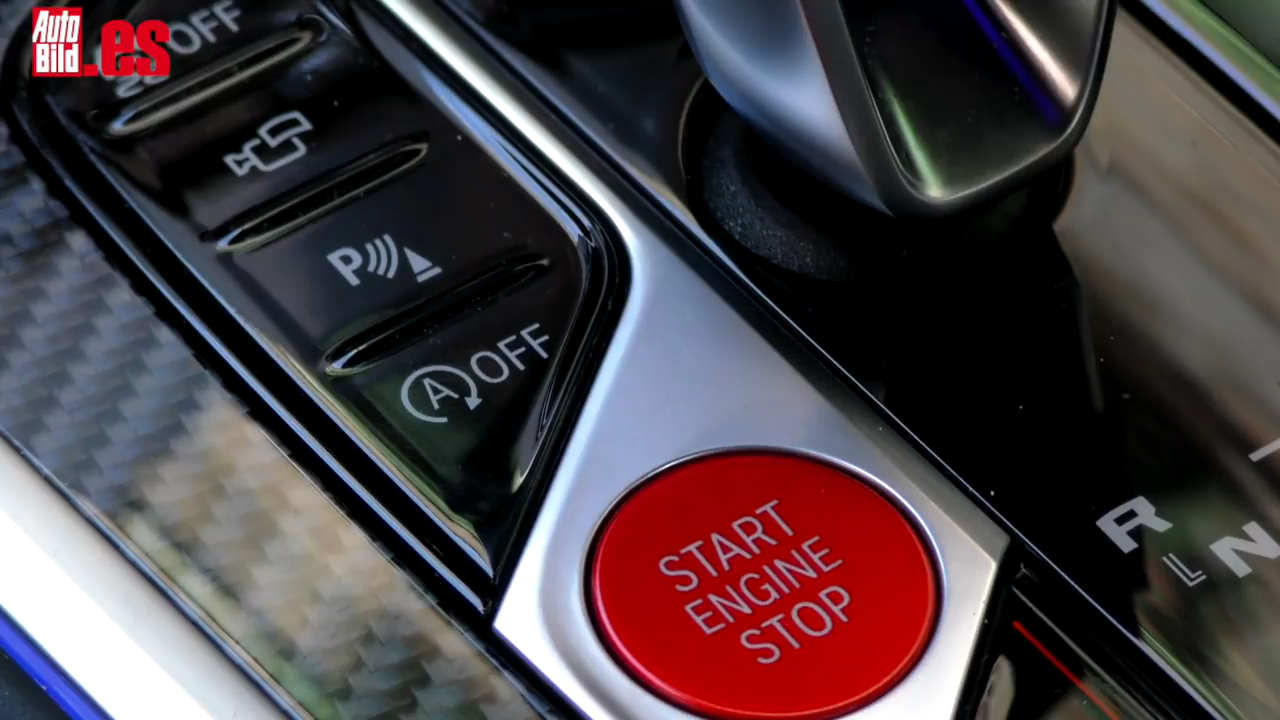 Auto
Bild
.es
OFF
P
A OFF
START
ENGINE
STOP
R
N